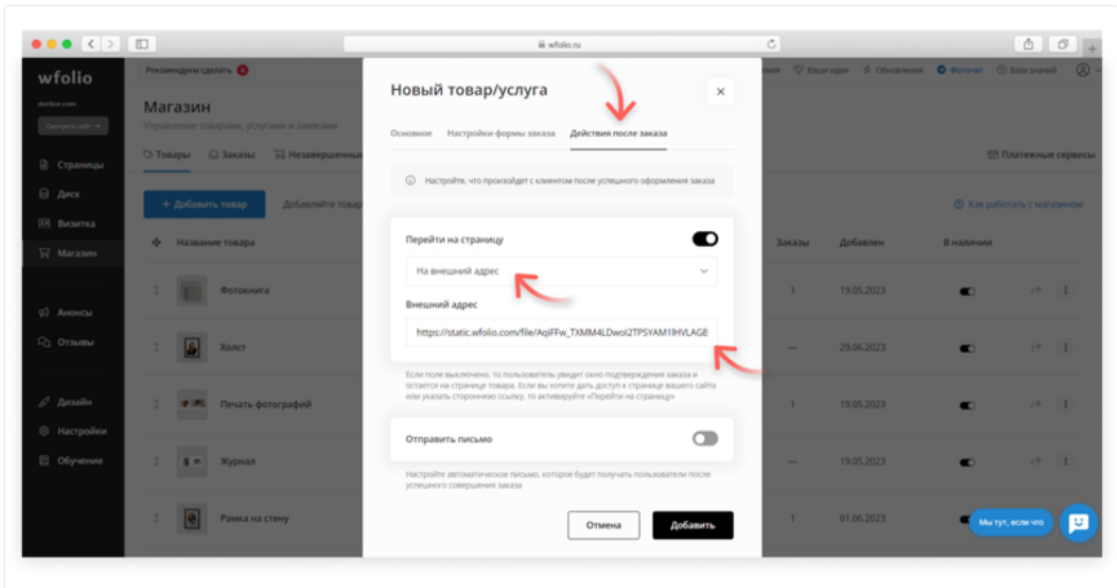 wfolio.ru
wfolio
Рекомендуем сделать
Ваши идеи
Обновления
Фоточат
База знаний
Смотреть сайт →
Страницы
Диск
Визитка
Магазин
Анонсы
Отзывы
Дизайн
Настройки
Обучение
Магазин
Управление товарами, услугами и заявками
Товары Заказы Незавершенные
Платежные сервисы
+ Добавить товар
Как работать с магазином
Название товара
Заказы Добавлен В наличии
Фотокнига
1 19.05.2023
Холст
— 29.06.2023
Печать фотографий
1 19.05.2023
Журнал
— 19.05.2023
Рамка на стену
1 01.06.2023
Новый товар/услуга
Основное Настройки формы заказа Действия после заказа
Настройте, что произойдет с клиентом после успешного оформления заказа
Перейти на страницу
На внешний адрес
Внешний адрес
Если поле выключено, то пользователь увидит окно подтверждения заказа и
остается на странице товара. Если вы хотите дать доступ к странице вашего сайта
или указать стороннюю ссылку, то активируйте «Перейти на страницу»
Отправить письмо
Настройте автоматическое письмо, которое будет получать пользователи после
успешного совершения заказа
Отмена Добавить
Мы тут, если что